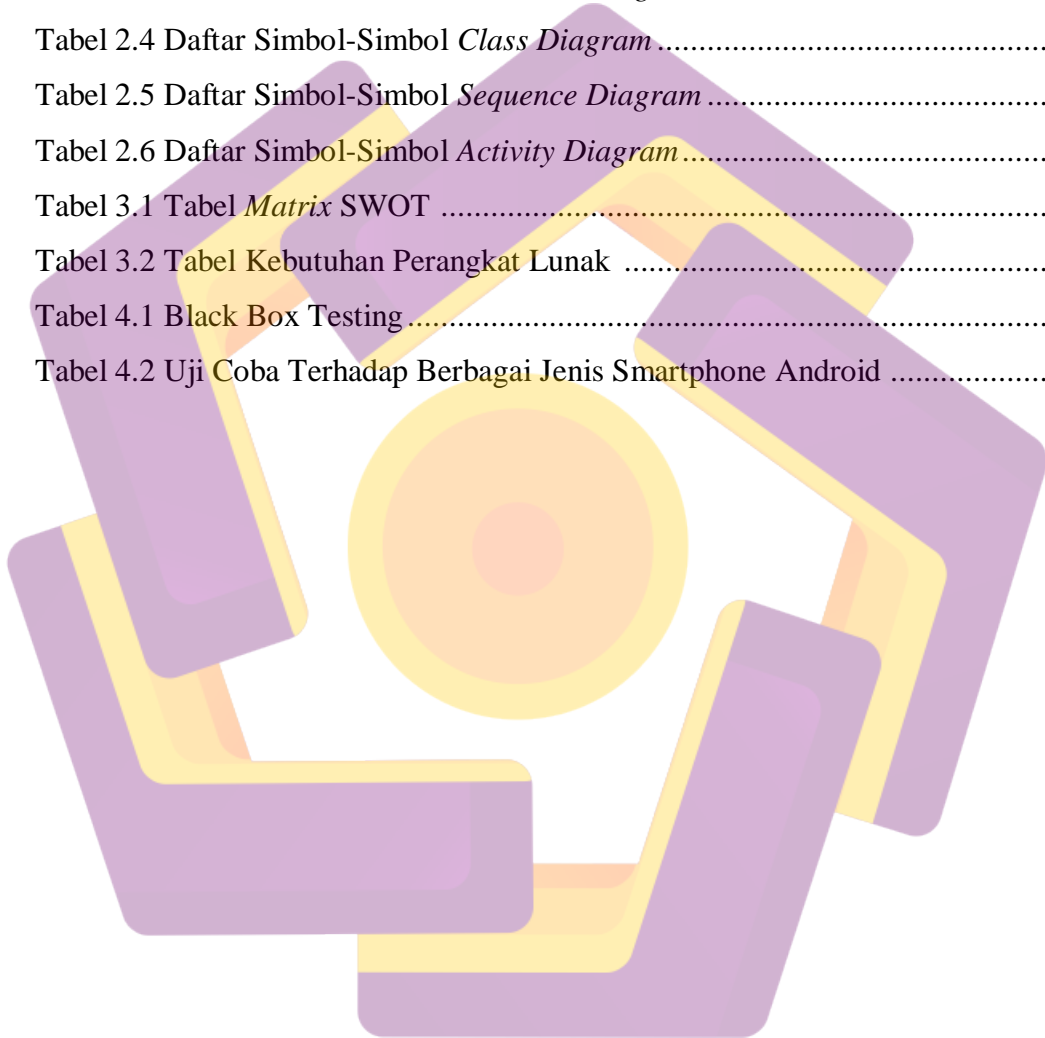 Tabel 2.4 Daftar Simbol-Simbol Class Diagram ................................................
Tabel 2.5 Daftar Simbol-Simbol Sequence Diagram ..........................................
Tabel 2.6 Daftar Simbol-Simbol Activity Diagram .............................................
Tabel 3.1 Tabel Matrix SWOT ..........................................................................
Tabel 3.2 Tabel Kebutuhan Perangkat Lunak ....................................................
Tabel 4.1 Black Box Testing ..............................................................................
Tabel 4.2 Uji Coba Terhadap Berbagai Jenis Smartphone Android ...................